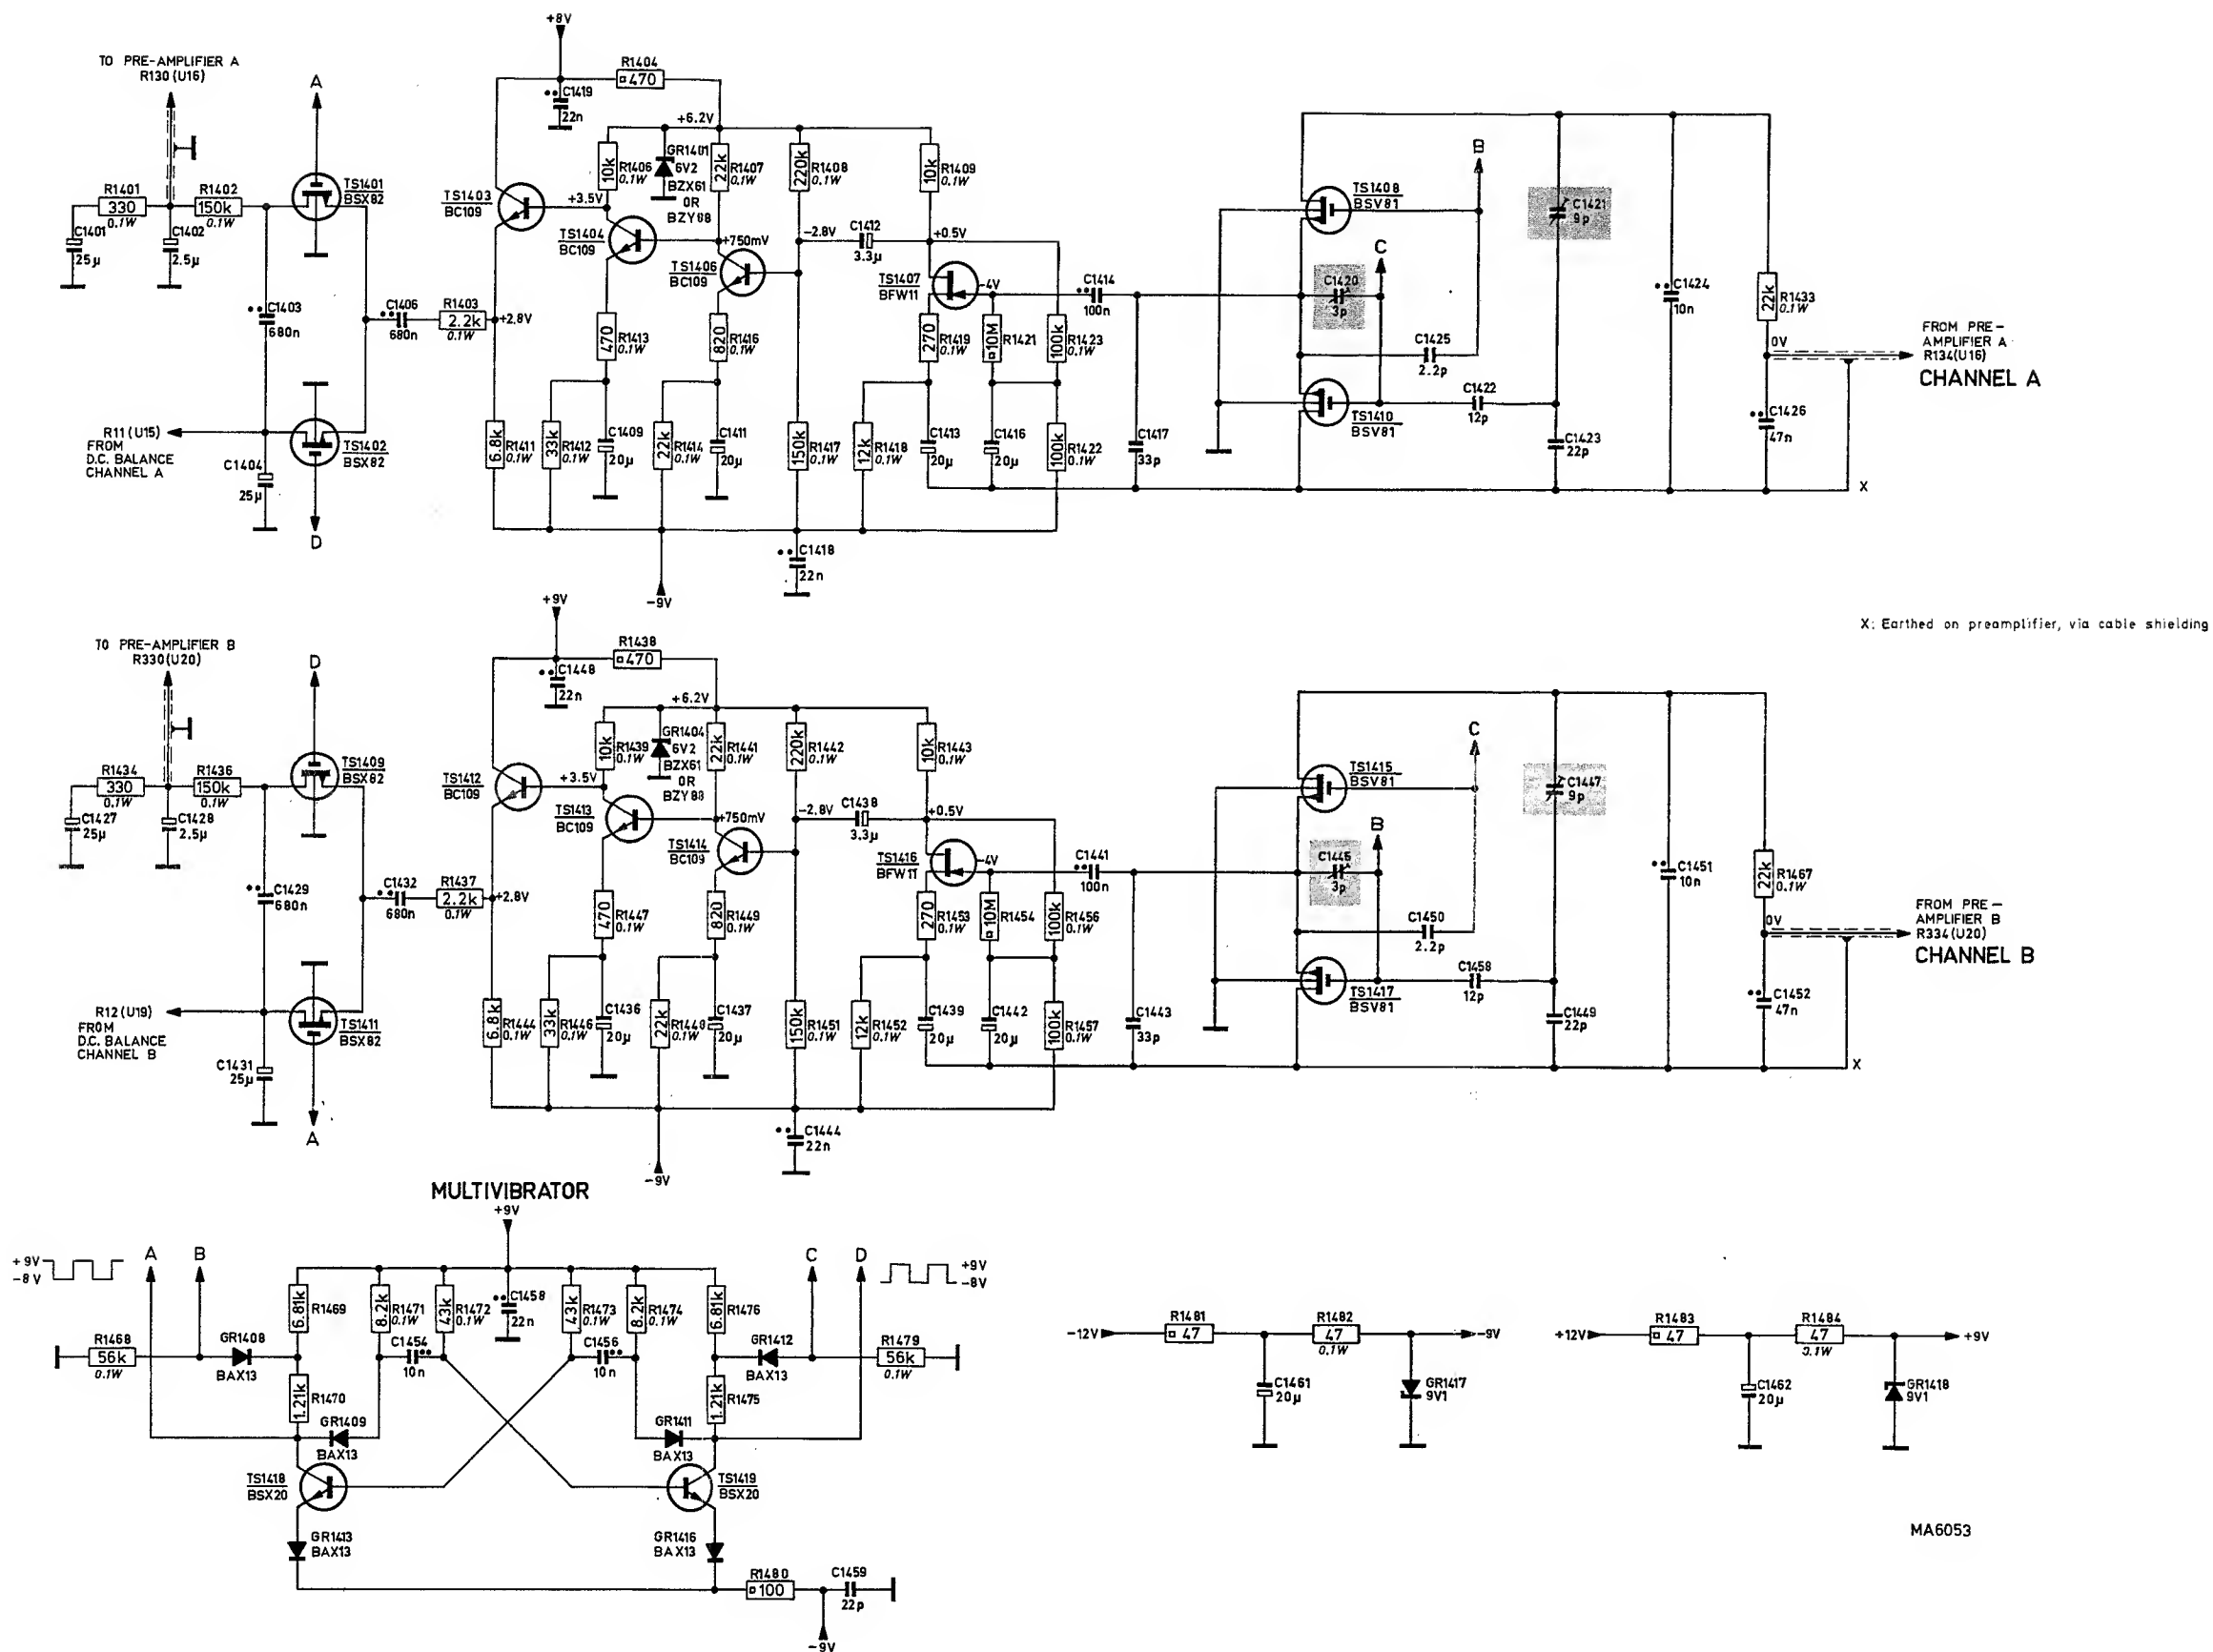 +8V
TO PRE-AMPLIFIER A
R130 (U16)
A
R1401
330
0.1W
R1402
150k
0.1W
TS1401
BSX82
C1401
25µ
C1402
2.5µ
C1403
680n
C1406
680n
R1403
2.2k
0.1W
+2.8V
R11 (U15)
FROM
D.C. BALANCE
CHANNEL A
C1404
25µ
TS1402
BSX82
D
R1404
470
C1419
22n
+6.2V
10k
R1406
0.1W
GR1401
6V2
BZX61
OR
BZY88
22k
R1407
0.1W
220k
R1408
0.1W
10k
R1409
0.1W
TS1403
BC109
+3.5V
TS1404
BC109
+750mV
TS1406
BC109
-2.8V
C1412
3.3µ
+0.5V
TS1407
BFW11
-4V
C1414
100n
470
R1413
0.1W
820
R1416
0.1W
270
R1419
0.1W
10M
R1421
100k
R1423
0.1W
6.8k
R1411
0.1W
33k
R1412
0.1W
C1409
20µ
22k
R1414
0.1W
C1411
20µ
150k
R1417
0.1W
12k
R1418
0.1W
C1413
20µ
C1416
20µ
100k
R1422
0.1W
C1417
33p
C1418
22n
-9V
TS1408
BSV81
B
C
C1420
3p
C1421
9p
C1425
2.2p
TS1410
BSV81
C1422
12p
C1423
22p
C1424
10n
22k
R1433
0.1W
0V
C1426
47n
FROM PRE-
AMPLIFIER A
R134(U16)
CHANNEL A
X
X: Earthed on preamplifier, via cable shielding
+9V
TO PRE-AMPLIFIER B
R330(U20)
D
R1434
330
0.1W
R1436
150k
0.1W
TS1409
BSX82
C1427
25µ
C1428
2.5µ
C1429
680n
C1432
680n
R1437
2.2k
0.1W
+2.8V
R12 (U19)
FROM
D.C. BALANCE
CHANNEL B
C1431
25µ
TS1411
BSX82
A
R1438
470
C1448
22n
+6.2V
10k
R1439
0.1W
GR1404
6V2
BZX61
OR
BZY88
22k
R1441
0.1W
220k
R1442
0.1W
10k
R1443
0.1W
TS1412
BC109
+3.5V
TS1413
BC109
+750mV
TS1414
BC109
-2.8V
C1438
3.3µ
+0.5V
TS1416
BFW11
-4V
C1441
100n
470
R1447
0.1W
820
R1449
0.1W
270
R1453
0.1W
10M
R1454
100k
R1456
0.1W
6.8k
R1444
0.1W
33k
R1446
0.1W
C1436
20µ
22k
R1448
0.1W
C1437
20µ
150k
R1451
0.1W
12k
R1452
0.1W
C1439
20µ
C1442
20µ
100k
R1457
0.1W
C1443
33p
C1444
22n
-9V
TS1415
BSV81
C
B
C1446
3p
C1447
9p
C1450
2.2p
TS1417
BSV81
C1458
12p
C1449
22p
C1451
10n
22k
R1467
0.1W
0V
C1452
47n
FROM PRE-
AMPLIFIER B
R334(U20)
CHANNEL B
X
MULTIVIBRATOR
+9V
+9V
-8V
A
B
C
D
+9V
-8V
6.81k
R1469
8.2k
R1471
0.1W
43k
R1472
0.1W
C1458
22n
43k
R1473
0.1W
8.2k
R1474
0.1W
6.81k
R1476
R1468
56k
0.1W
GR1408
BAX13
C1454
10n
C1456
10n
GR1412
BAX13
R1479
56k
0.1W
R1470
1.21k
GR1409
BAX13
1.21k
R1475
GR1411
BAX13
TS1418
BSX20
TS1419
BSX20
GR1413
BAX13
GR1416
BAX13
R1480
100
C1459
22p
-9V
-12V
R1481
47
R1482
47
0.1W
-9V
C1461
20µ
GR1417
9V1
+12V
R1483
47
R1484
47
0.1W
+9V
C1462
20µ
GR1418
9V1
MA6053